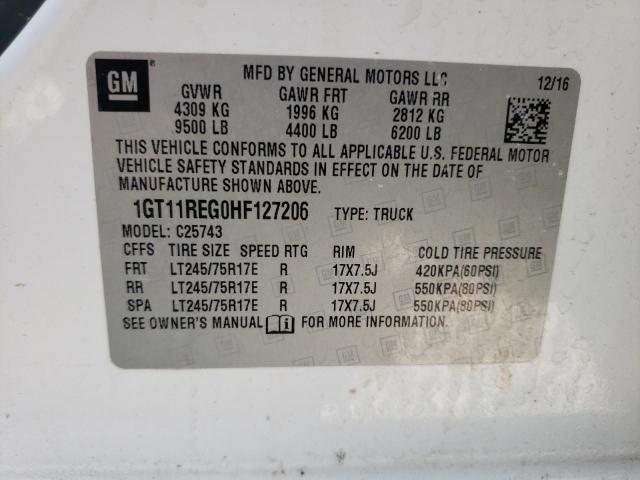 GM
MFD BY GENERAL MOTORS LLC
12/16
GVWR GAWR FRT GAWR RR
4309 KG 1996 KG 2812 KG
9500 LB 4400 LB 6200 LB
THIS VEHICLE CONFORMS TO ALL APPLICABLE U.S. FEDERAL MOTOR
VEHICLE SAFETY STANDARDS IN EFFECT ON THE DATE OF
MANUFACTURE SHOWN ABOVE.
1GT11REG0HF127206 TYPE: TRUCK
MODEL: C25743
CFFS TIRE SIZE SPEED RTG RIM COLD TIRE PRESSURE
FRT LT245/75R17E R 17X7.5J 420KPA(60PSI)
RR LT245/75R17E R 17X7.5J 550KPA(80PSI)
SPA LT245/75R17E R 17X7.5J 550KPA(80PSI)
SEE OWNER'S MANUAL FOR MORE INFORMATION.